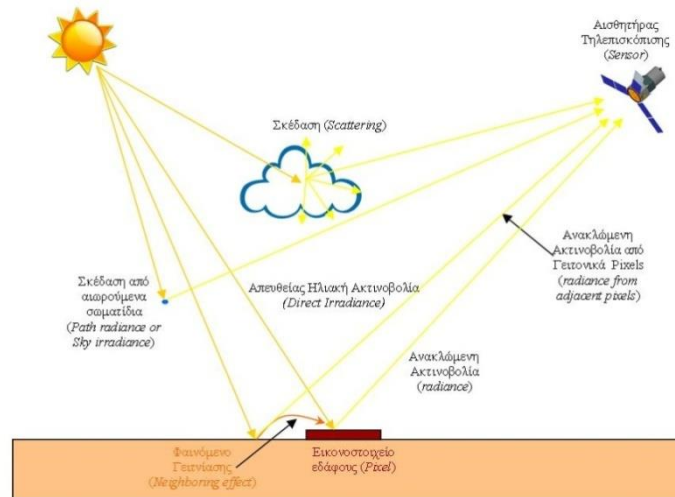 Αισθητήρας
Τηλεπισκόπισης
(Sensor)
Σκέδαση (Scattering)
Ανακλώμενη
Ακτινοβολία από
Γειτονικά Pixels
(radiance from
adjacent pixels)
Σκέδαση από
αιωρούμενα
σωματίδια
(Path radiance or
Sky irradiance)
Απευθείας Ηλιακή Ακτινοβολία
(Direct Irradiance)
Ανακλώμενη
Ακτινοβολία
(radiance)
Φαινόμενο
Γειτνίασης
(Neighboring effect)
Εικονοστοιχείο
εδάφους (Pixel)